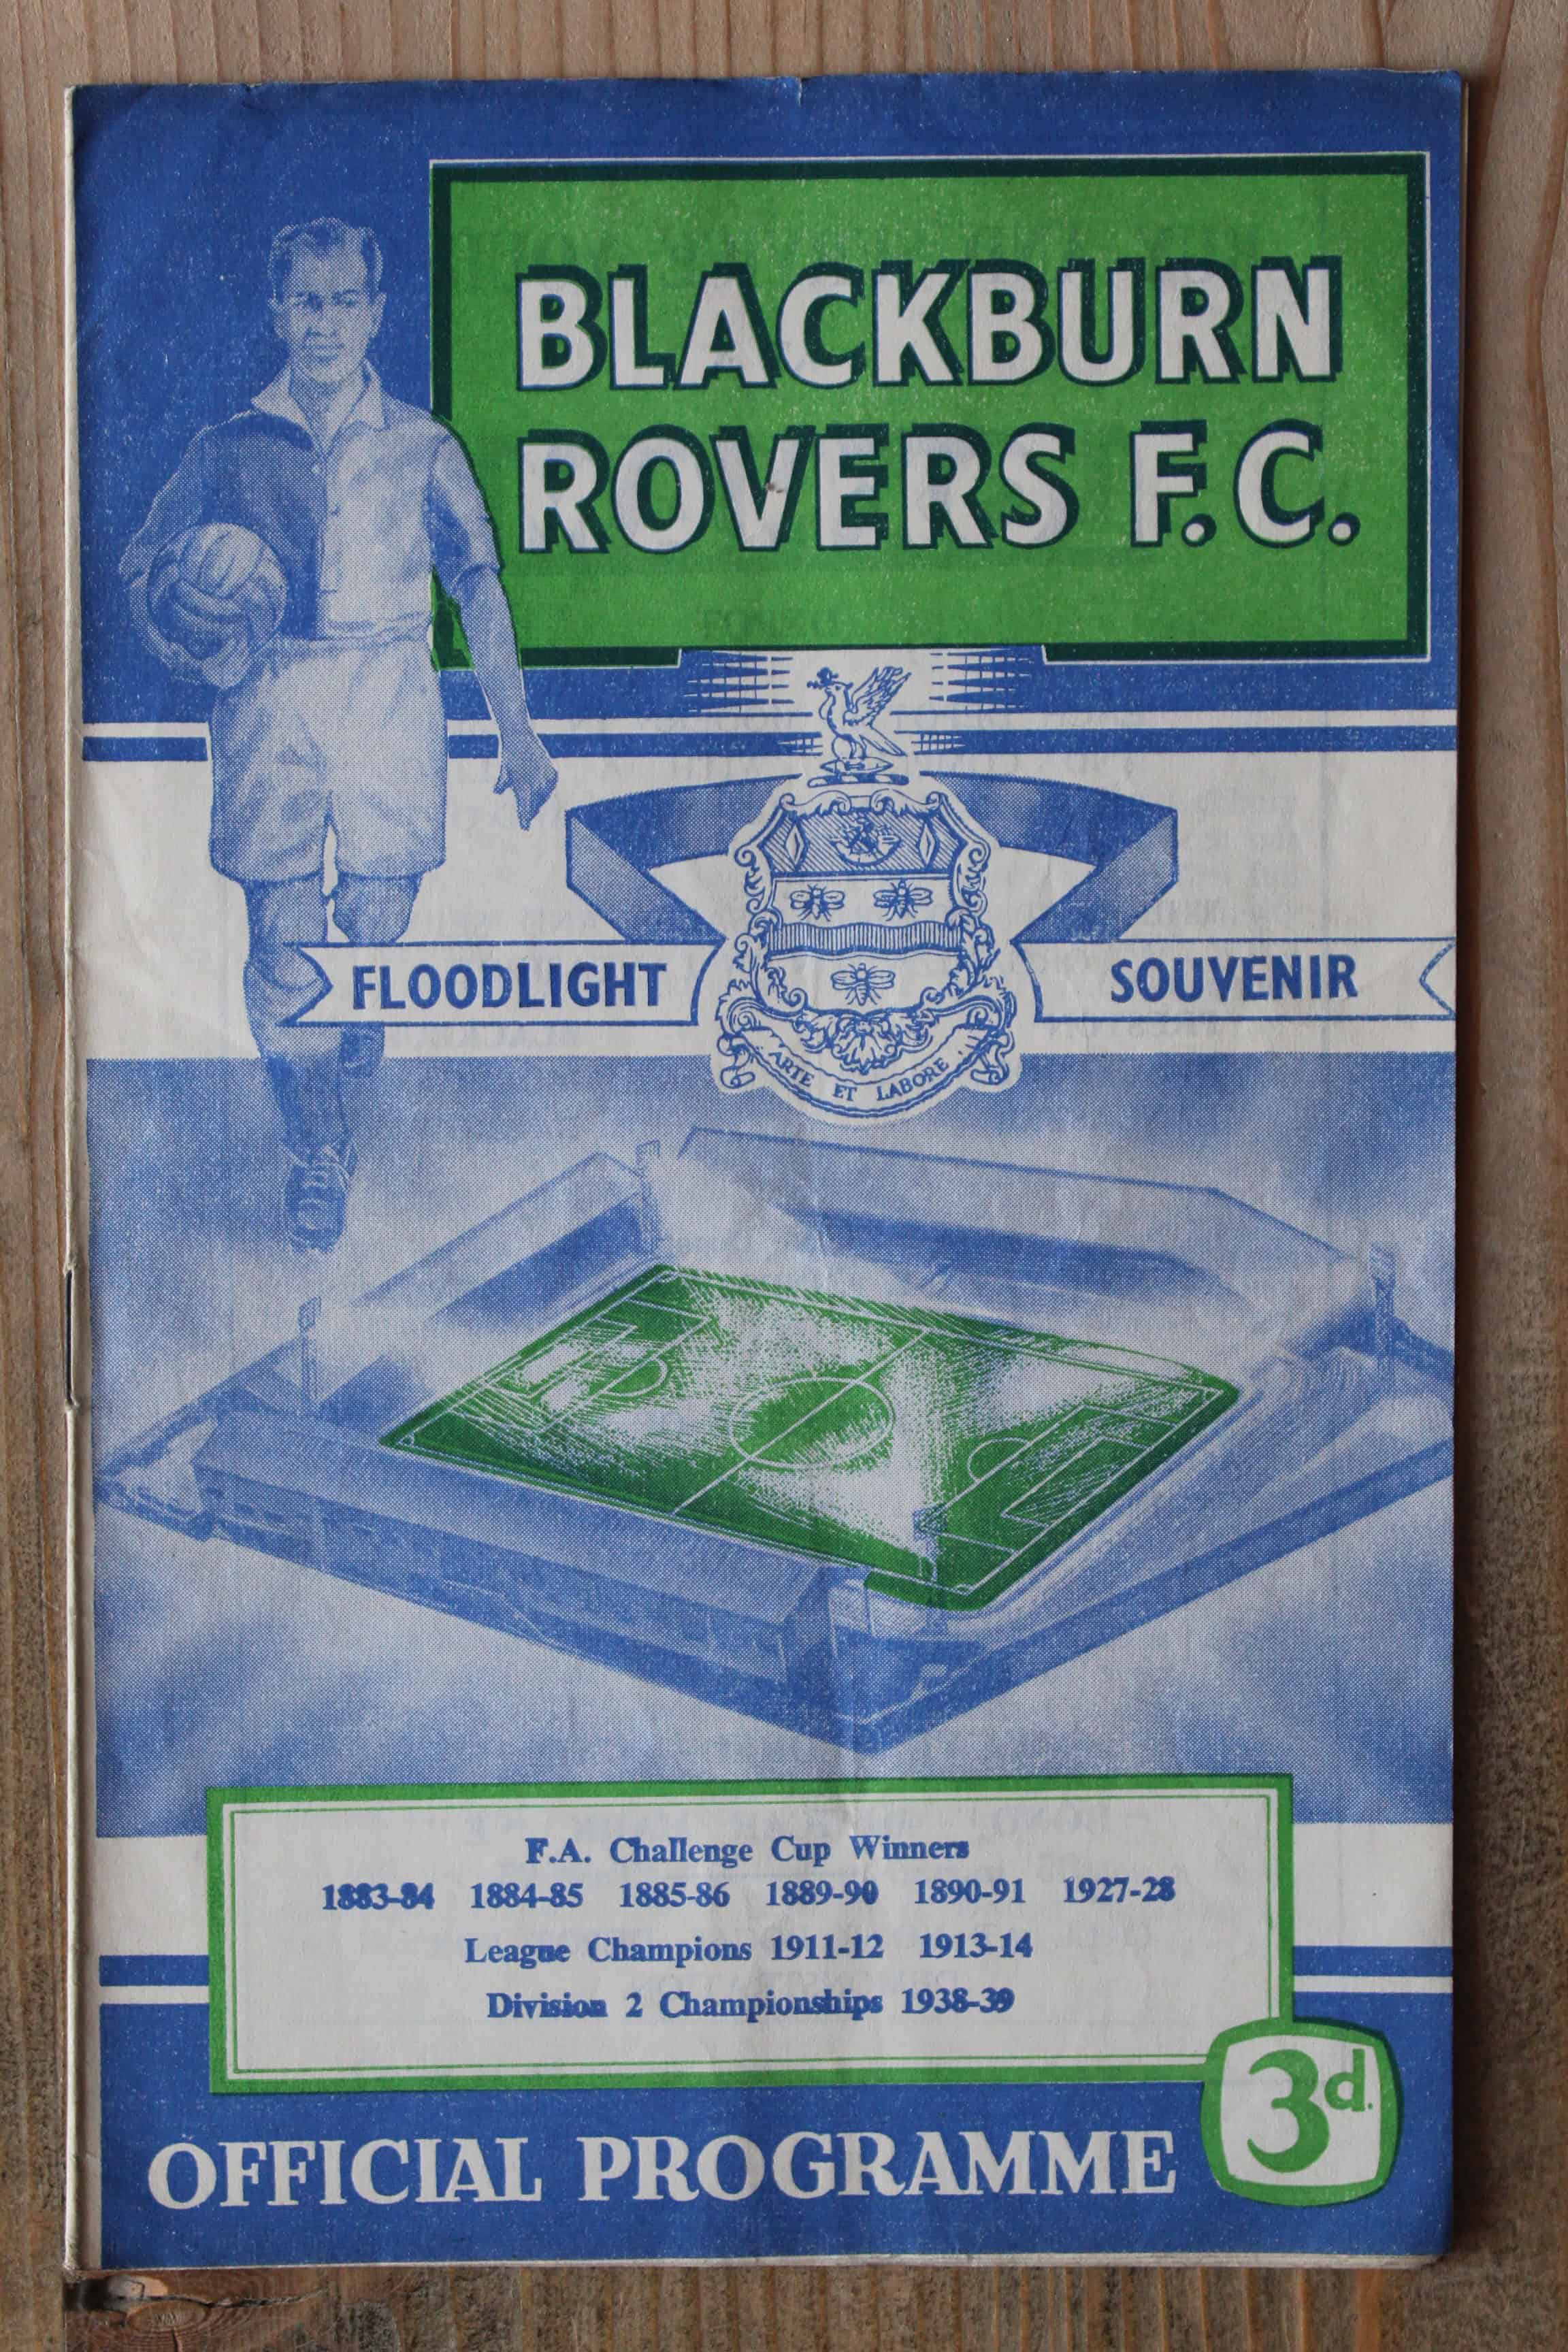 BLACKBURN
ROVERS F.C.
FLOODLIGHT SOUVENIR
ARTE ET LABORE
F.A. Challenge Cup Winners
1883-84 1884-85 1885-86 1889-90 1890-91 1927-28
League Champions 1911-12 1913-14
Division 2 Championships 1938-39
3d.
OFFICIAL PROGRAMME